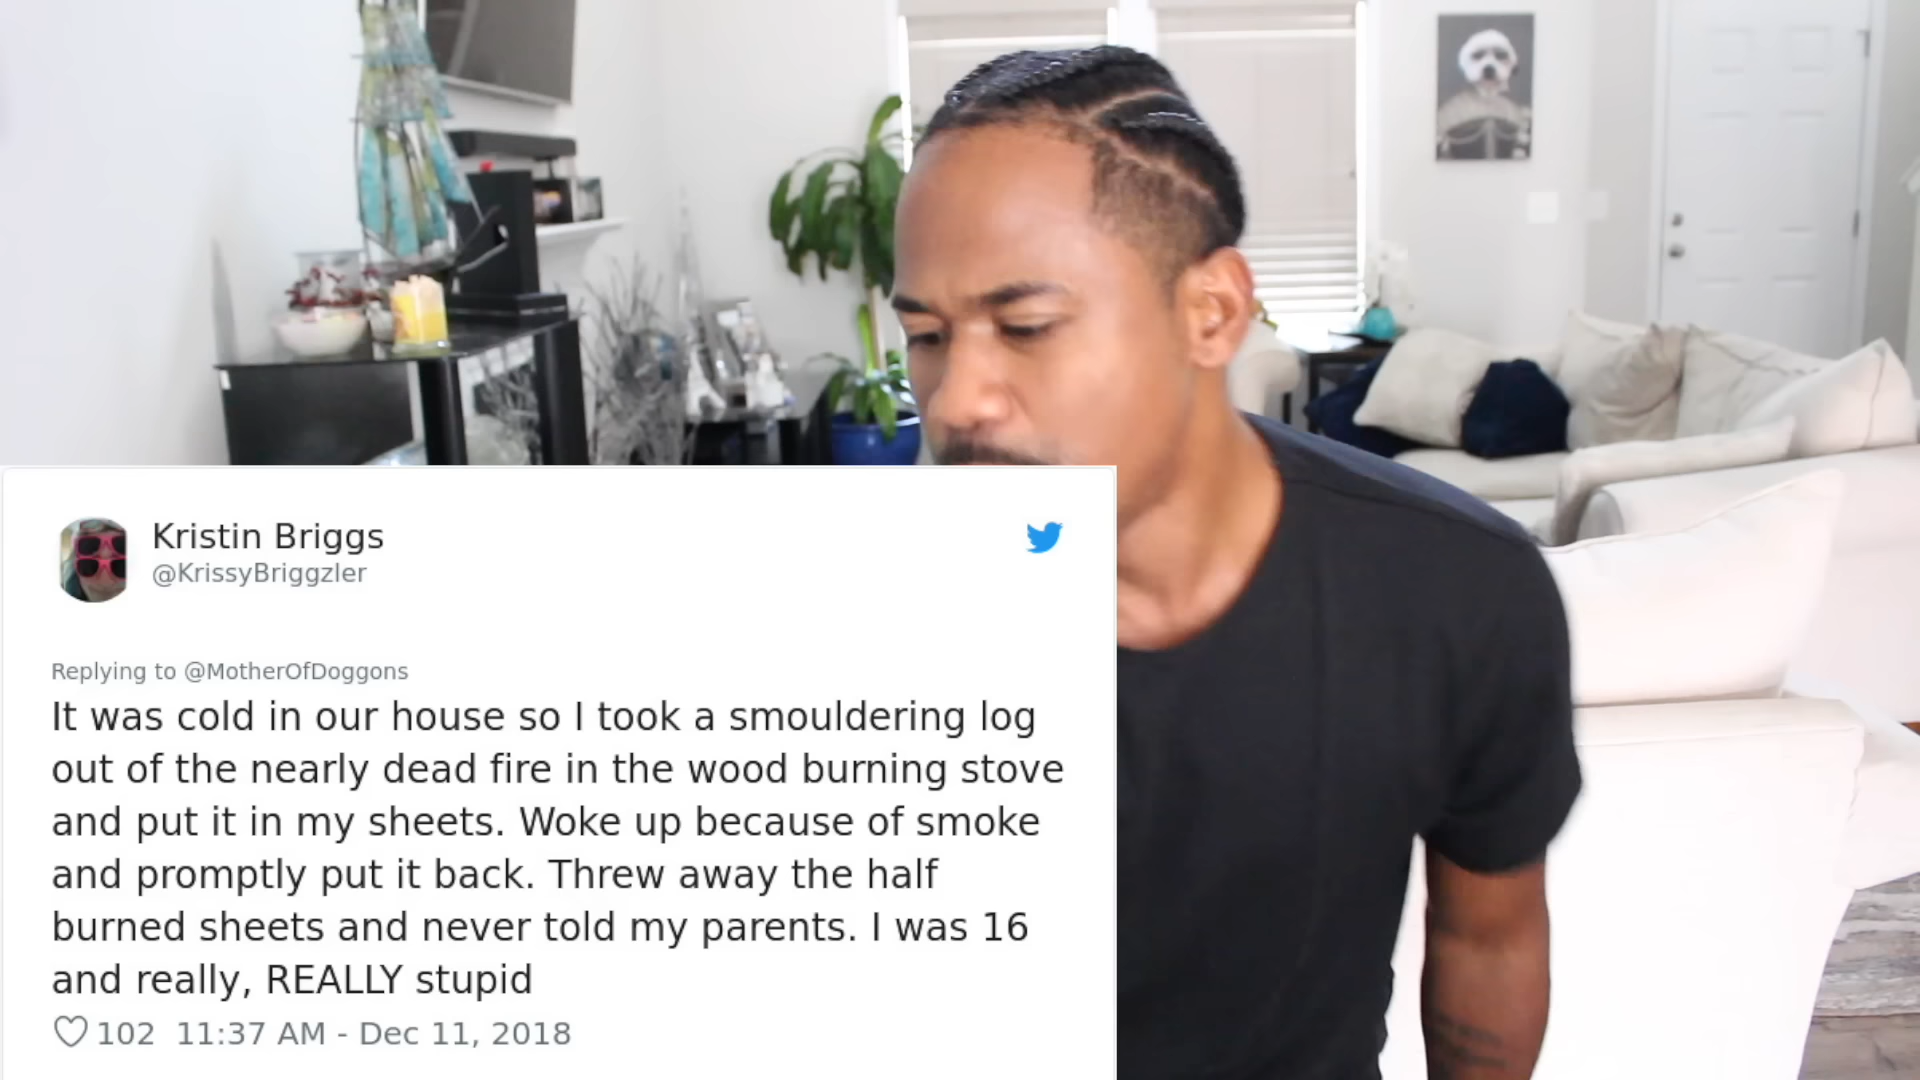 Kristin Briggs
@KrissyBriggzler
Replying to @MotherOfDoggons
It was cold in our house so I took a smouldering log
out of the nearly dead fire in the wood burning stove
and put it in my sheets. Woke up because of smoke
and promptly put it back. Threw away the half
burned sheets and never told my parents. I was 16
and really, REALLY stupid
102 11:37 AM - Dec 11, 2018